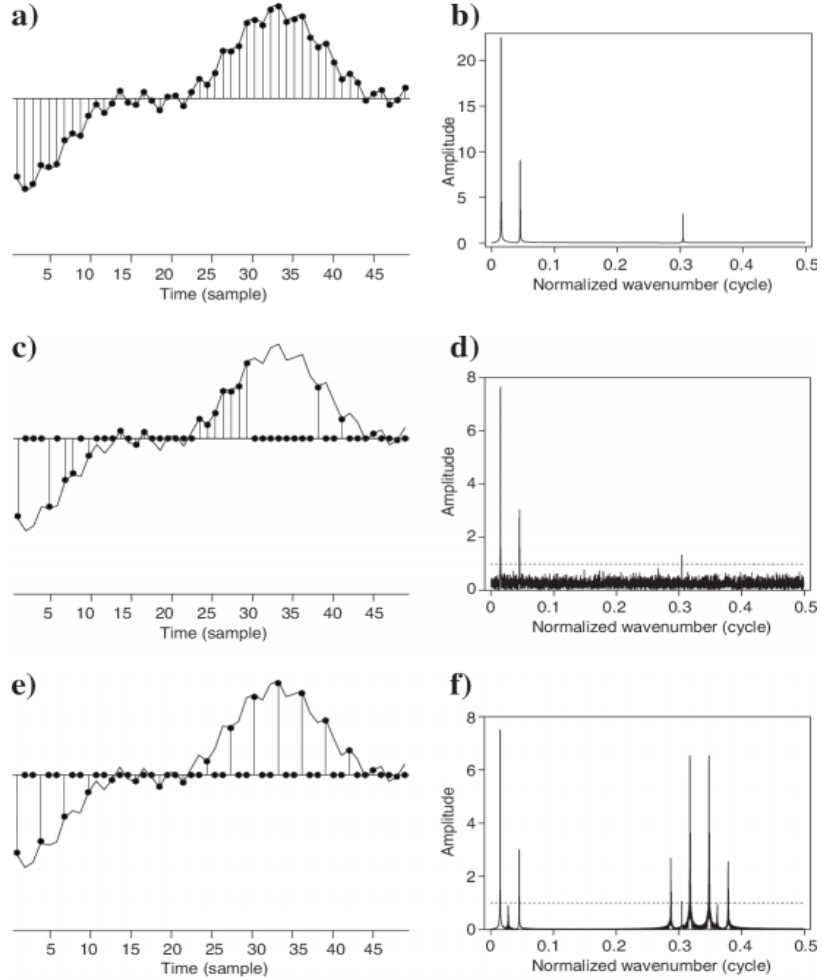 a)
5 10 15 20 25 30 35 40 45
Time (sample)
b)
20
15
10
5
0
Amplitude
0 0.1 0.2 0.3 0.4 0.5
Normalized wavenumber (cycle)
c)
5 10 15 20 25 30 35 40 45
Time (sample)
d)
8
6
4
2
0
Amplitude
0 0.1 0.2 0.3 0.4 0.5
Normalized wavenumber (cycle)
e)
5 10 15 20 25 30 35 40 45
Time (sample)
f)
8
6
4
2
0
Amplitude
0 0.1 0.2 0.3 0.4 0.5
Normalized wavenumber (cycle)